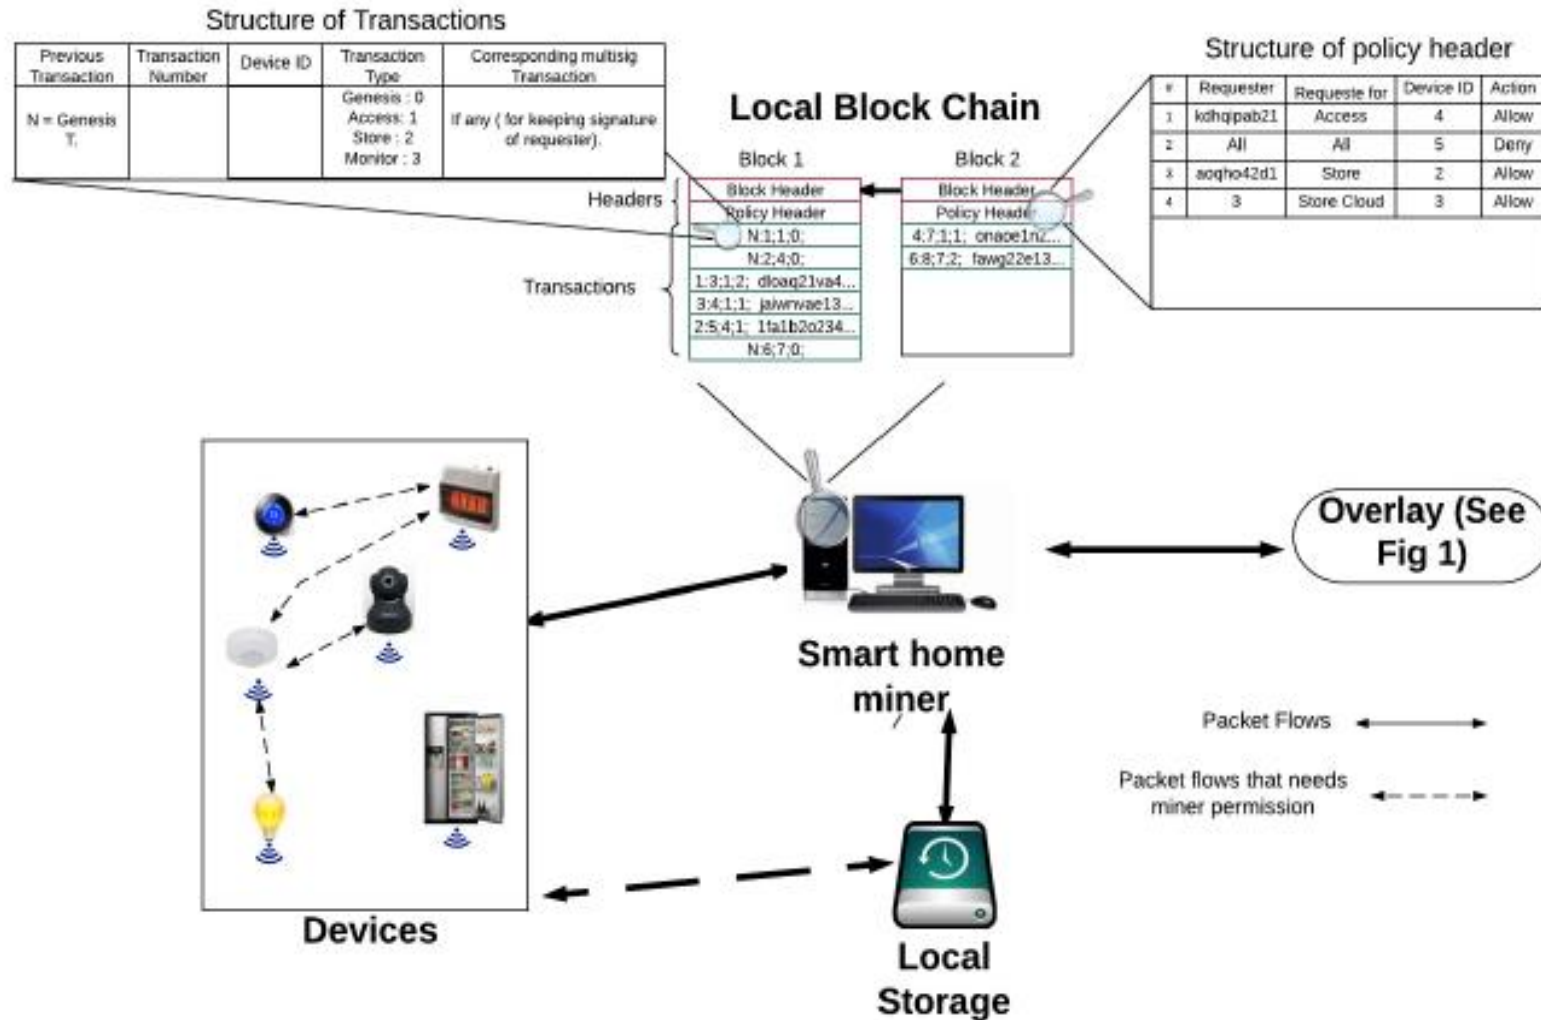 Structure of Transactions
Previous Transaction
Transaction Number
Device ID
Transaction Type
Corresponding multisig Transaction
N = Genesis T.
Genesis : 0
Access: 1
Store : 2
Monitor : 3
If any ( for keeping signature of requester).
Structure of policy header
# Requester Requeste for Device ID Action
1 kdhqipab21 Access 4 Allow
2 All All 5 Deny
3 aoqho42d1 Store 2 Allow
4 3 Store Cloud 3 Allow
Local Block Chain
Block 1
Block 2
Headers
Transactions
Block Header
Policy Header
N:1;1;0;
N:2;4;0;
1:3;1;2; dloaq21va4...
3:4;1;1; jaiwnvae13...
2:5;4;1; 1fa1b2o234...
N:6;7;0;
Block Header
Policy Header
4:7;1;1; onaoe1n2...
6:8;7;2; fawg22e13...
Overlay (See
Fig 1)
Smart home
miner
Packet Flows
Packet flows that needs
miner permission
Devices
Local
Storage